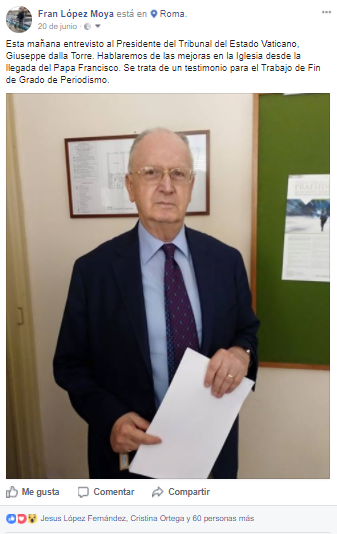 Fran López Moya está en Roma.
20 de junio
Esta mañana entrevisto al Presidente del Tribunal del Estado Vaticano,
Giuseppe dalla Torre. Hablaremos de las mejoras en la Iglesia desde la
llegada del Papa Francisco. Se trata de un testimonio para el Trabajo de Fin
de Grado de Periodismo.
Me gusta Comentar Compartir
Jesus López Fernández, Cristina Ortega y 60 personas más